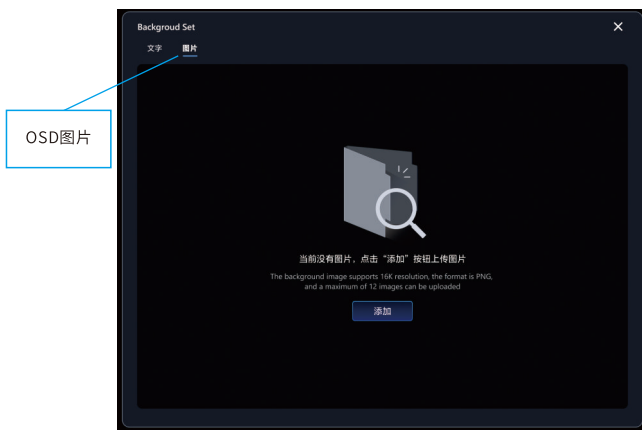 Backgroud Set
文字 图片
OSD图片
当前没有图片，点击“添加”按钮上传图片
The background image supports 16K resolution, the format is PNG,
and a maximum of 12 images can be uploaded
添加